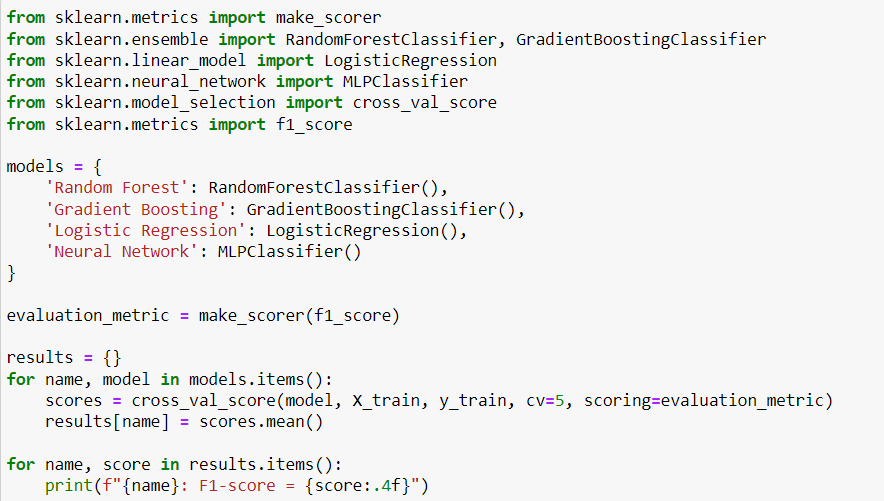 from sklearn.metrics import make_scorer
from sklearn.ensemble import RandomForestClassifier, GradientBoostingClassifier
from sklearn.linear_model import LogisticRegression
from sklearn.neural_network import MLPClassifier
from sklearn.model_selection import cross_val_score
from sklearn.metrics import f1_score

models = {
    'Random Forest': RandomForestClassifier(),
    'Gradient Boosting': GradientBoostingClassifier(),
    'Logistic Regression': LogisticRegression(),
    'Neural Network': MLPClassifier()
}

evaluation_metric = make_scorer(f1_score)

results = {}
for name, model in models.items():
    scores = cross_val_score(model, X_train, y_train, cv=5, scoring=evaluation_metric)
    results[name] = scores.mean()

for name, score in results.items():
    print(f"{name}: F1-score = {score:.4f}")